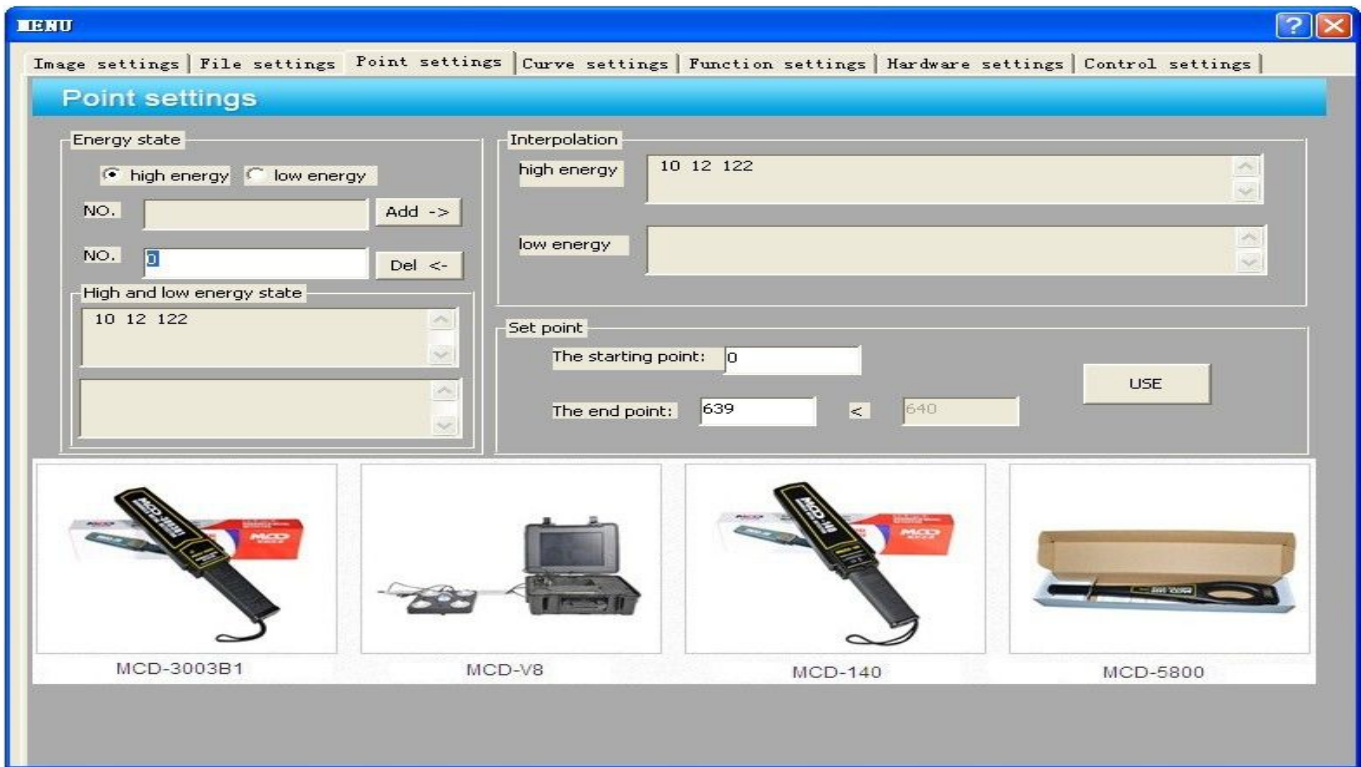 MENU
Image settings File settings Point settings Curve settings Function settings Hardware settings Control settings
Point settings
Energy state
high energy low energy
NO. Add ->
NO. 0 Del <-
High and low energy state
10 12 122
Interpolation
high energy 10 12 122
low energy
Set point
The starting point: 0
The end point: 639 < 640
USE
MCD-3003B1
MCD-V8
MCD-140
MCD-5800